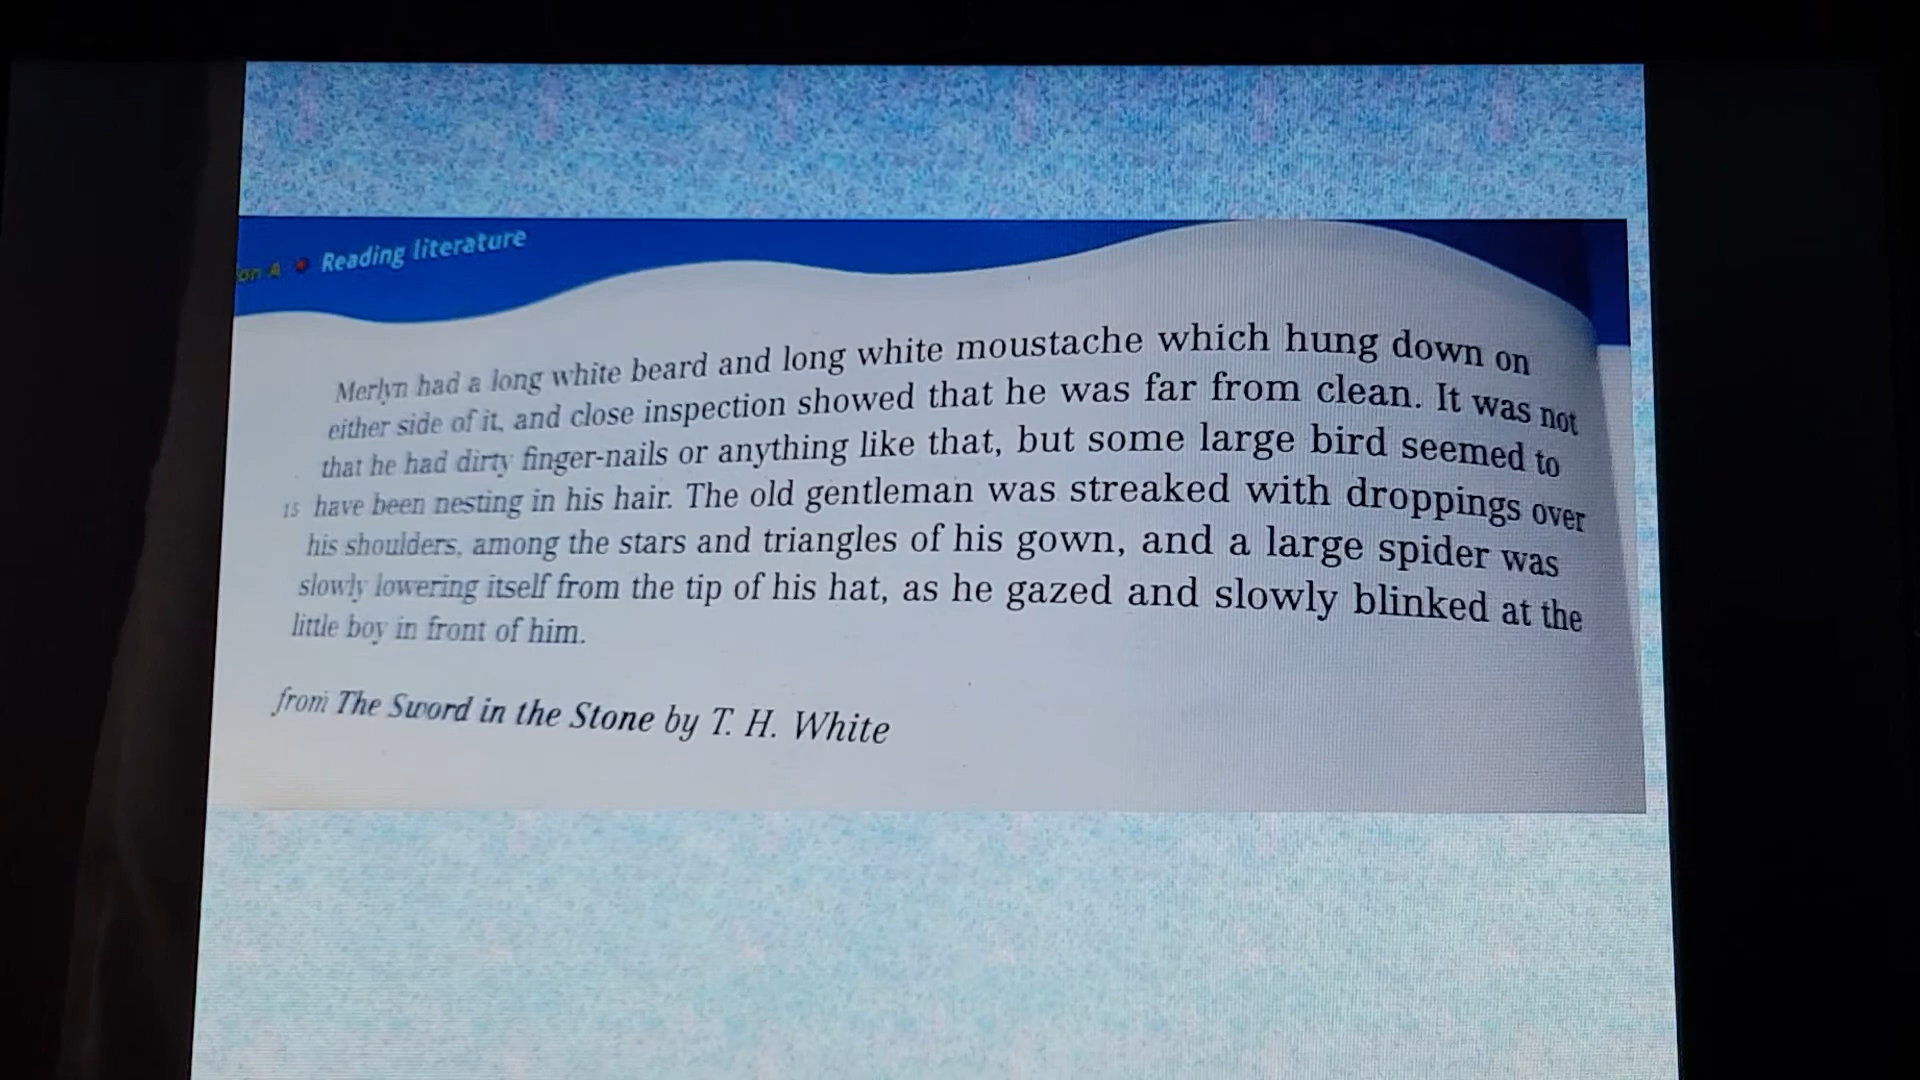 on A • Reading literature
Merlyn had a long white beard and long white moustache which hung down on
either side of it, and close inspection showed that he was far from clean. It was not
that he had dirty finger-nails or anything like that, but some large bird seemed to
15 have been nesting in his hair. The old gentleman was streaked with droppings over
his shoulders, among the stars and triangles of his gown, and a large spider was
slowly lowering itself from the tip of his hat, as he gazed and slowly blinked at the
little boy in front of him.
from The Sword in the Stone by T. H. White